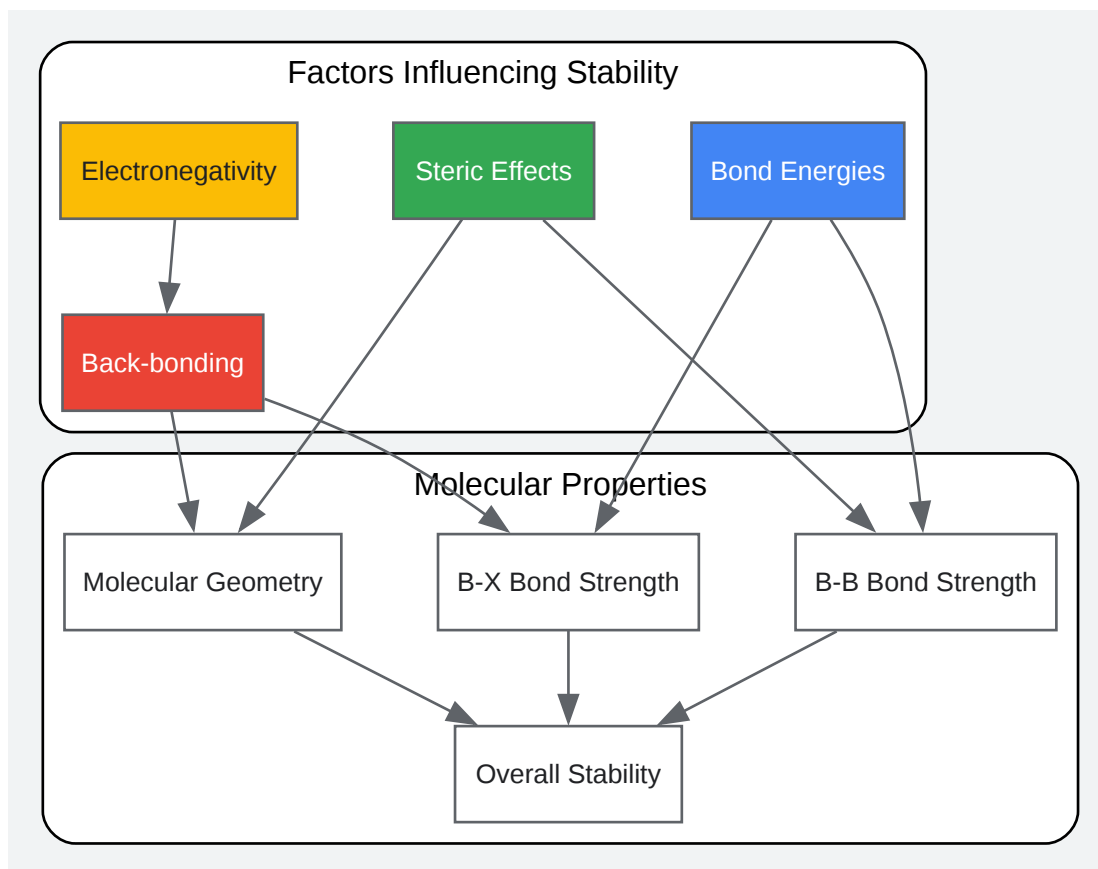 Factors Influencing Stability
Electronegativity
Steric Effects
Bond Energies
Back-bonding
Molecular Properties
Molecular Geometry
B-X Bond Strength
B-B Bond Strength
Overall Stability